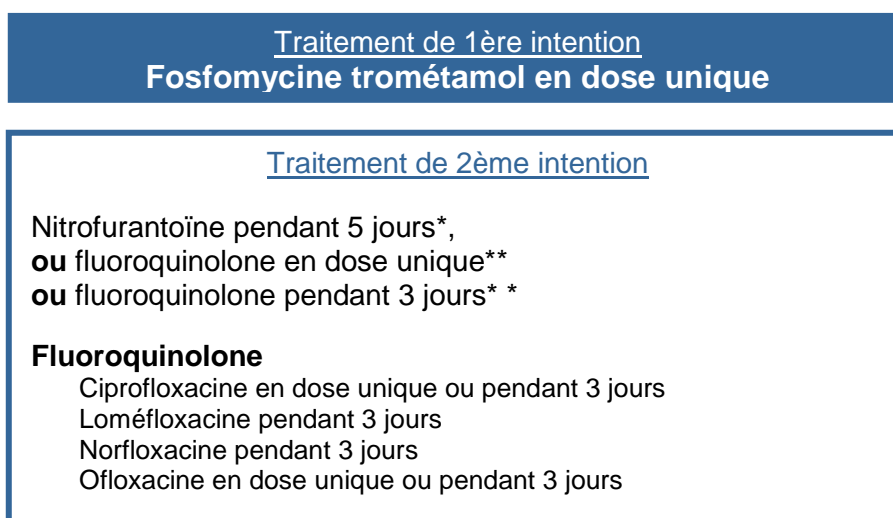 Traitement de 1ère intention
Fosfomycine trométamol en dose unique
Traitement de 2ème intention
Nitrofurantoïne pendant 5 jours*,
ou fluoroquinolone en dose unique**
ou fluoroquinolone pendant 3 jours* *
Fluoroquinolone
Ciprofloxacine en dose unique ou pendant 3 jours
Loméfloxacine pendant 3 jours
Norfloxacine pendant 3 jours
Ofloxacine en dose unique ou pendant 3 jours